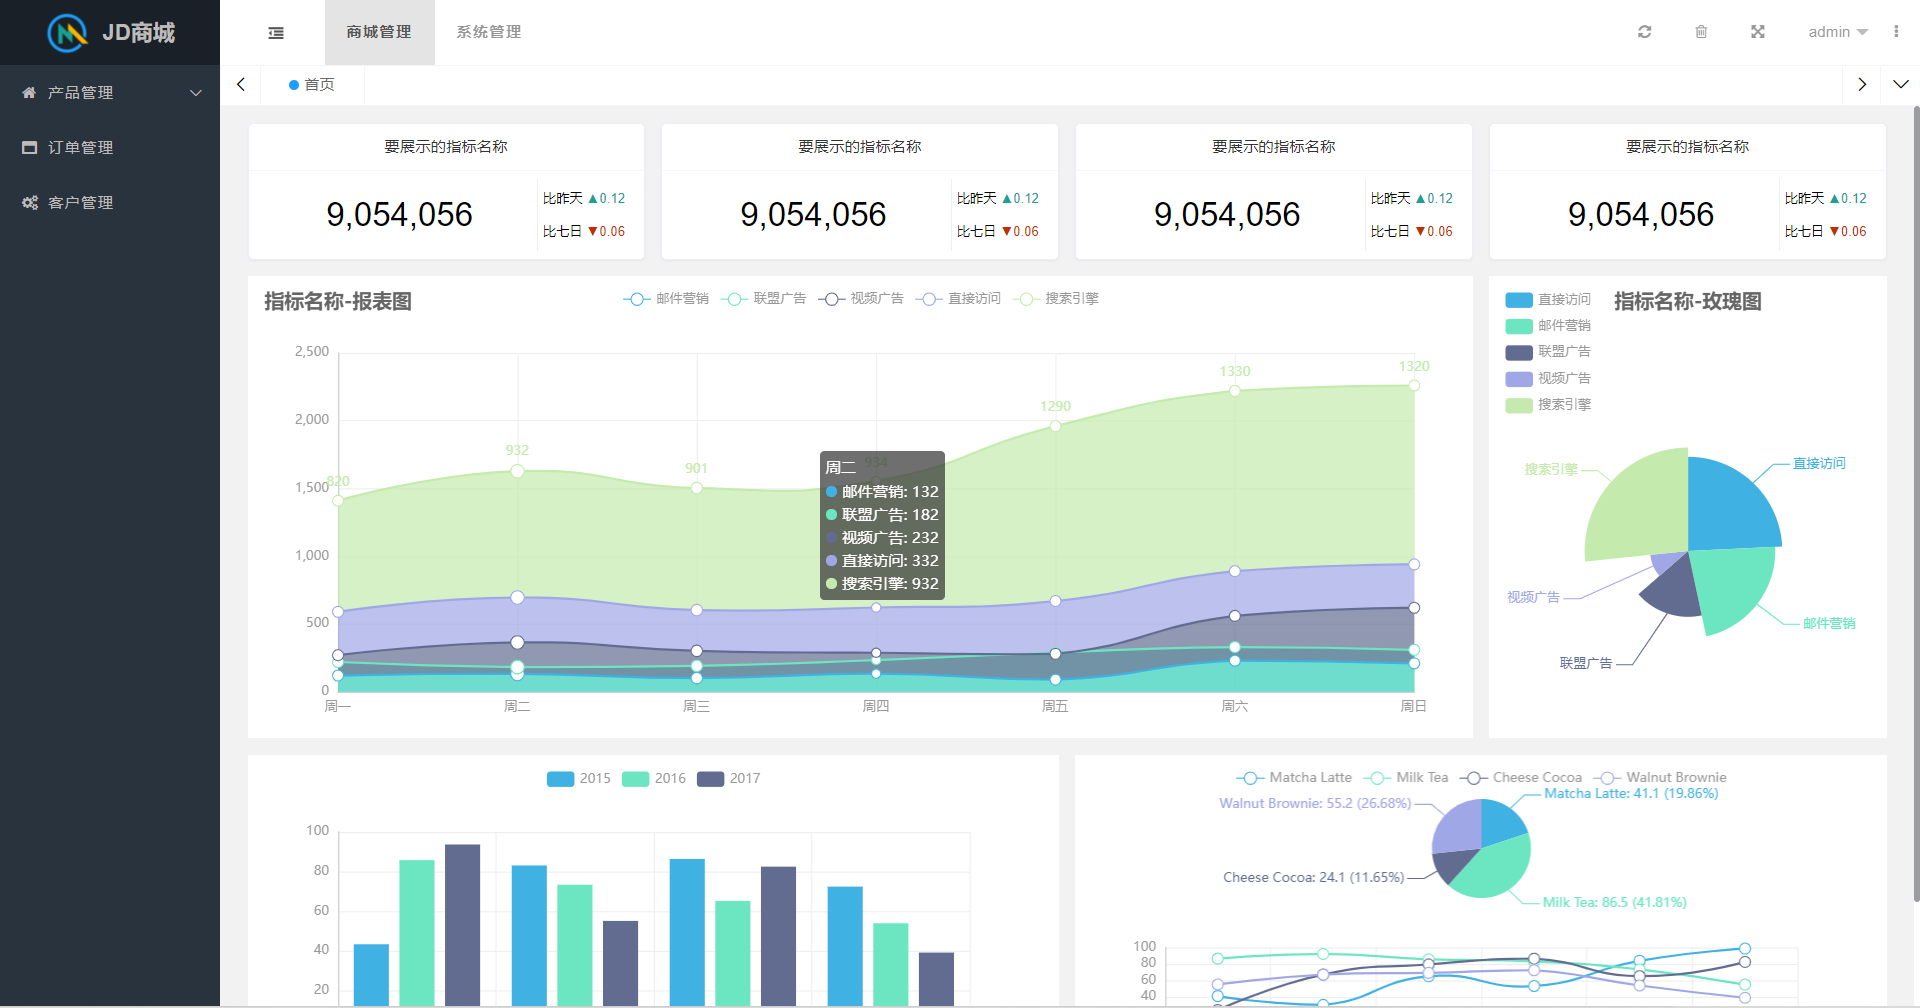 JD商城
商城管理
系统管理
admin
产品管理
订单管理
客户管理
首页
要展示的指标名称
9,054,056
比昨天 ▲0.12
比七日 ▼0.06
要展示的指标名称
9,054,056
比昨天 ▲0.12
比七日 ▼0.06
要展示的指标名称
9,054,056
比昨天 ▲0.12
比七日 ▼0.06
要展示的指标名称
9,054,056
比昨天 ▲0.12
比七日 ▼0.06
指标名称-报表图
邮件营销 联盟广告 视频广告 直接访问 搜索引擎
2,500
2,000
1,500
1,000
500
0
820
932
901
934
1290
1330
1320
周二
邮件营销: 132
联盟广告: 182
视频广告: 232
直接访问: 332
搜索引擎: 932
周一 周二 周三 周四 周五 周六 周日
指标名称-玫瑰图
直接访问
邮件营销
联盟广告
视频广告
搜索引擎
搜索引擎
直接访问
视频广告
邮件营销
联盟广告
2015 2016 2017
100
80
60
40
20
Matcha Latte Milk Tea Cheese Cocoa Walnut Brownie
Matcha Latte: 41.1 (19.86%)
Walnut Brownie: 55.2 (26.68%)
Cheese Cocoa: 24.1 (11.65%)
Milk Tea: 86.5 (41.81%)
100
80
60
40